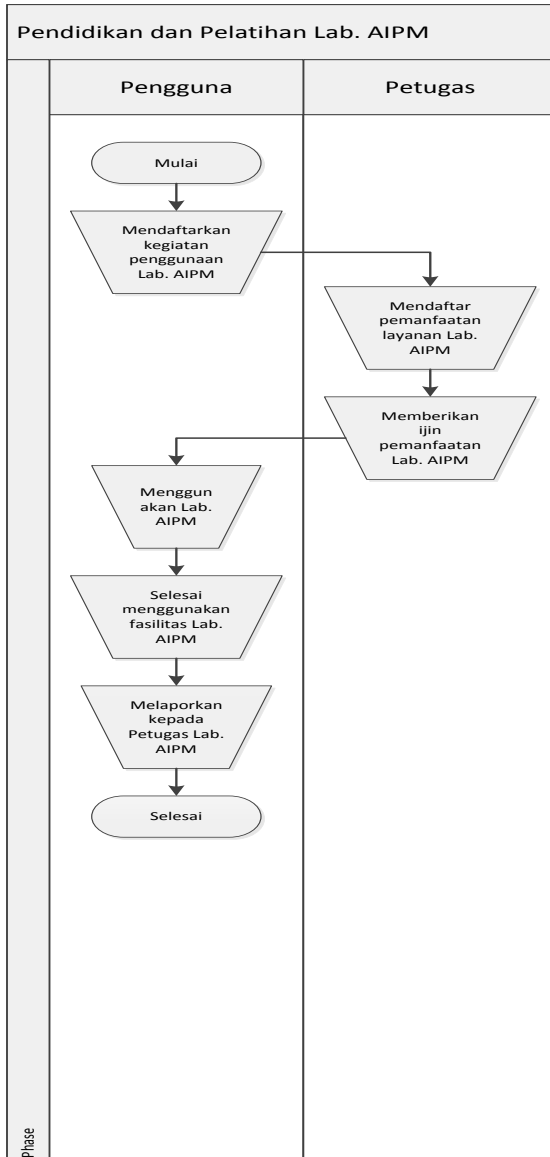 Pendidikan dan Pelatihan Lab. AIPM
Pengguna
Petugas
Mulai
Mendaftarkan
kegiatan
penggunaan
Lab. AIPM
Mendaftar
pemanfaatan
layanan Lab.
AIPM
Memberikan
ijin
pemanfaatan
Lab. AIPM
Menggun
akan Lab.
AIPM
Selesai
menggunakan
fasilitas Lab.
AIPM
Melaporkan
kepada
Petugas Lab.
AIPM
Selesai
Phase